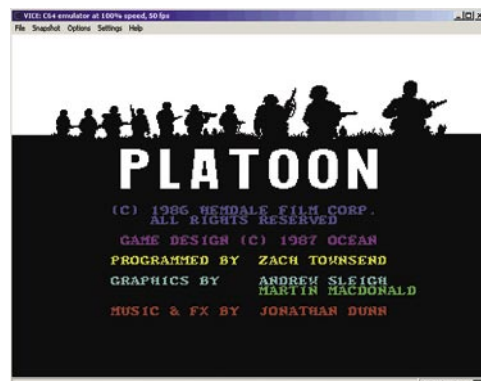 VICE: C64 emulator at 100% speed, 50 fps
File Snapshot Options Settings Help
PLATOON
(C) 1986 HEMDALE FILM CORP.
ALL RIGHTS RESERVED
GAME DESIGN (C) 1987 OCEAN
PROGRAMMED BY ZACH TOWNSEND
GRAPHICS BY ANDREW SLEIGH
MARTIN MACDONALD
MUSIC & FX BY JONATHAN DUNN